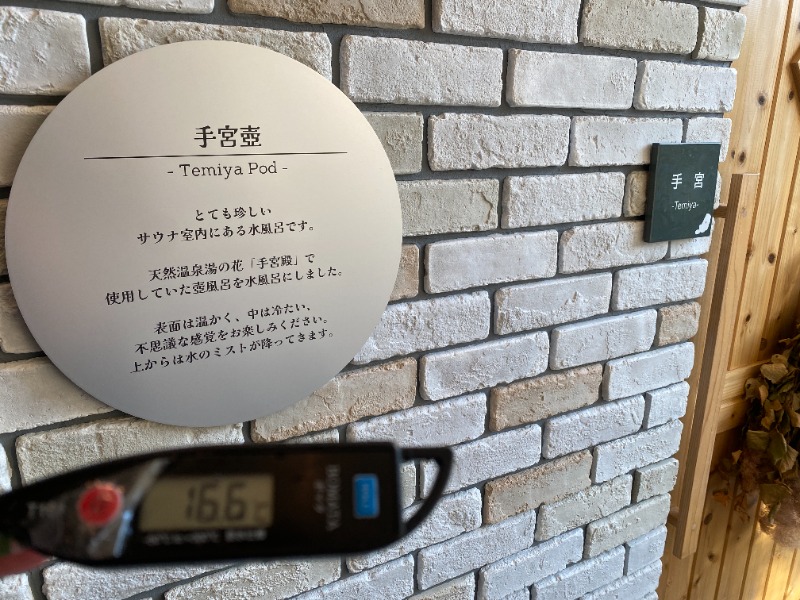 手宮壺
- Temiya Pod -
とても珍しい
サウナ室内にある水風呂です。
天然温泉湯の花「手宮殿」で
使用していた壺風呂を水風呂にしました。
表面は温かく、中は冷たい、
不思議な感覚をお楽しみください。
上からは水のミストが降ってきます。
手宮
-Temiya-
16.6℃